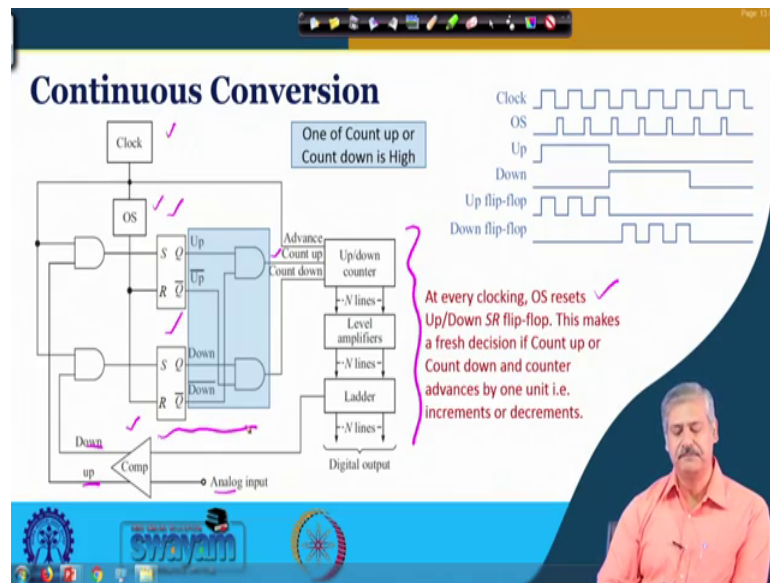 Page 13
Continuous Conversion
One of Count up or
Count down is High
Clock
OS
Up
Down
Up flip-flop
Down flip-flop
Clock
OS
S Q
R Q̅
Up
U̅p̅
S Q
R Q̅
Down
D̅o̅w̅n̅
Advance
Count up
Count down
Up/down
counter
N lines
Level
amplifiers
N lines
Ladder
N lines
Digital output
Down
up
Comp
Analog input
At every clocking, OS resets
Up/Down SR flip-flop. This makes
a fresh decision if Count up or
Count down and counter
advances by one unit i.e.
increments or decrements.
swayam